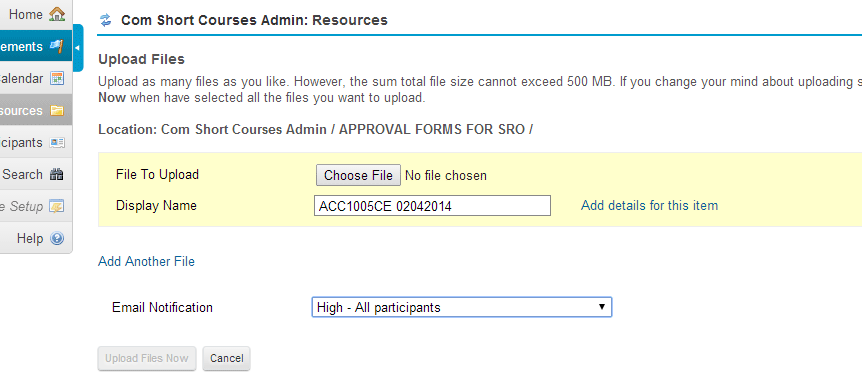 Home
ements
alendar
sources
cipants
Search
e Setup
Help
Com Short Courses Admin: Resources
Upload Files
Upload as many files as you like. However, the sum total file size cannot exceed 500 MB. If you change your mind about uploading s
Now when have selected all the files you want to upload.
Location: Com Short Courses Admin / APPROVAL FORMS FOR SRO /
File To Upload Choose File No file chosen
Display Name ACC1005CE 02042014 Add details for this item
Add Another File
Email Notification High - All participants
Upload Files Now Cancel